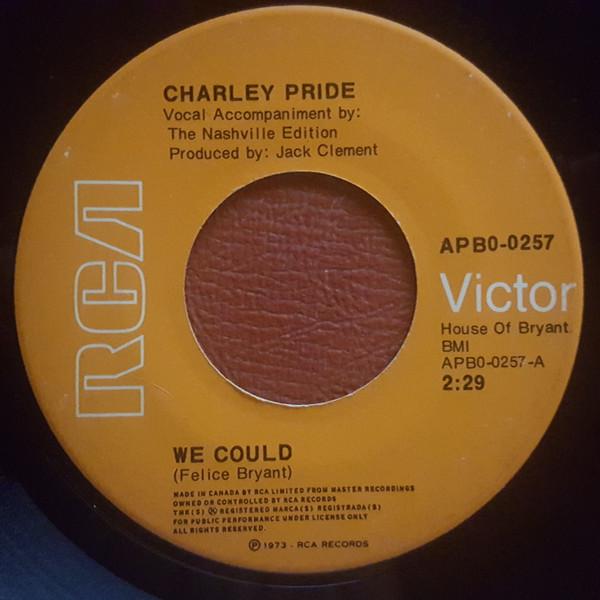 CHARLEY PRIDE
Vocal Accompaniment by:
The Nashville Edition
Produced by: Jack Clement
RCA
APBO-0257
Victor
House Of Bryant
BMI
APBO-0257-A
2:29
WE COULD
(Felice Bryant)
MADE IN CANADA BY RCA LIMITED FROM MASTER RECORDINGS
OWNED OR CONTROLLED BY RCA RECORDS
TMK(S) ® REGISTERED MARCA(S) REGISTRADA(S)
FOR PUBLIC PERFORMANCE UNDER LICENSE ONLY
ALL RIGHTS RESERVED.
℗ 1973 - RCA RECORDS